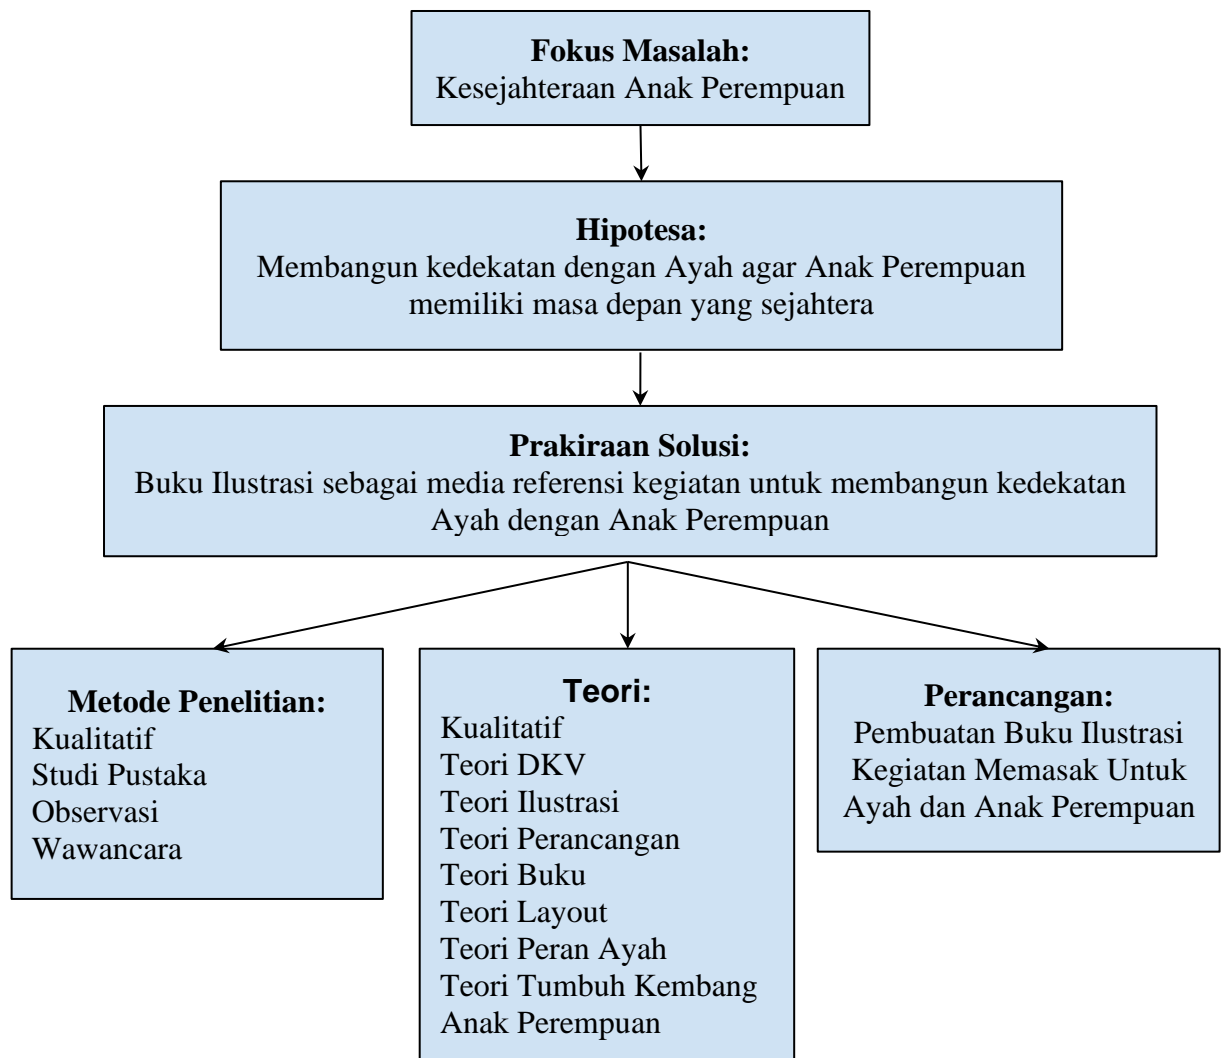 Fokus Masalah:
Kesejahteraan Anak Perempuan
Hipotesa:
Membangun kedekatan dengan Ayah agar Anak Perempuan
memiliki masa depan yang sejahtera
Prakiraan Solusi:
Buku Ilustrasi sebagai media referensi kegiatan untuk membangun kedekatan
Ayah dengan Anak Perempuan
Metode Penelitian:
Kualitatif
Studi Pustaka
Observasi
Wawancara
Teori:
Kualitatif
Teori DKV
Teori Ilustrasi
Teori Perancangan
Teori Buku
Teori Layout
Teori Peran Ayah
Teori Tumbuh Kembang
Anak Perempuan
Perancangan:
Pembuatan Buku Ilustrasi
Kegiatan Memasak Untuk
Ayah dan Anak Perempuan